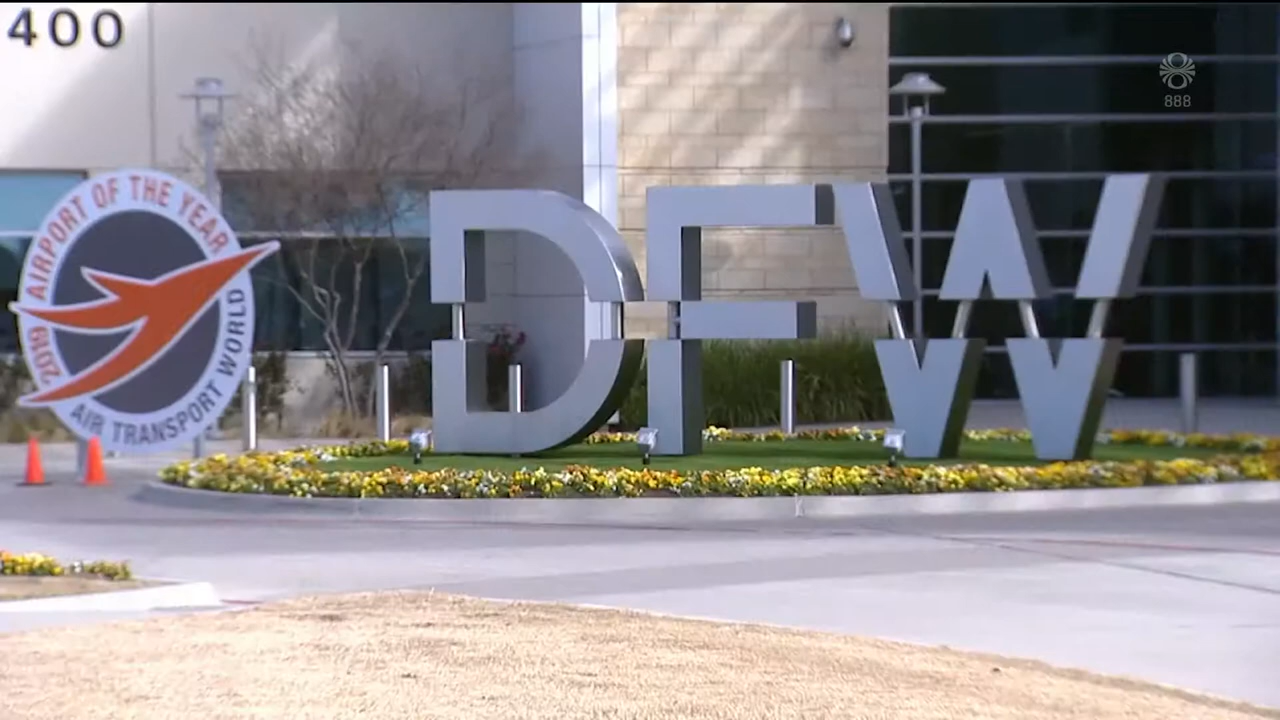 400
888
AIRPORT OF THE YEAR
2019
AIR TRANSPORT WORLD
DFW